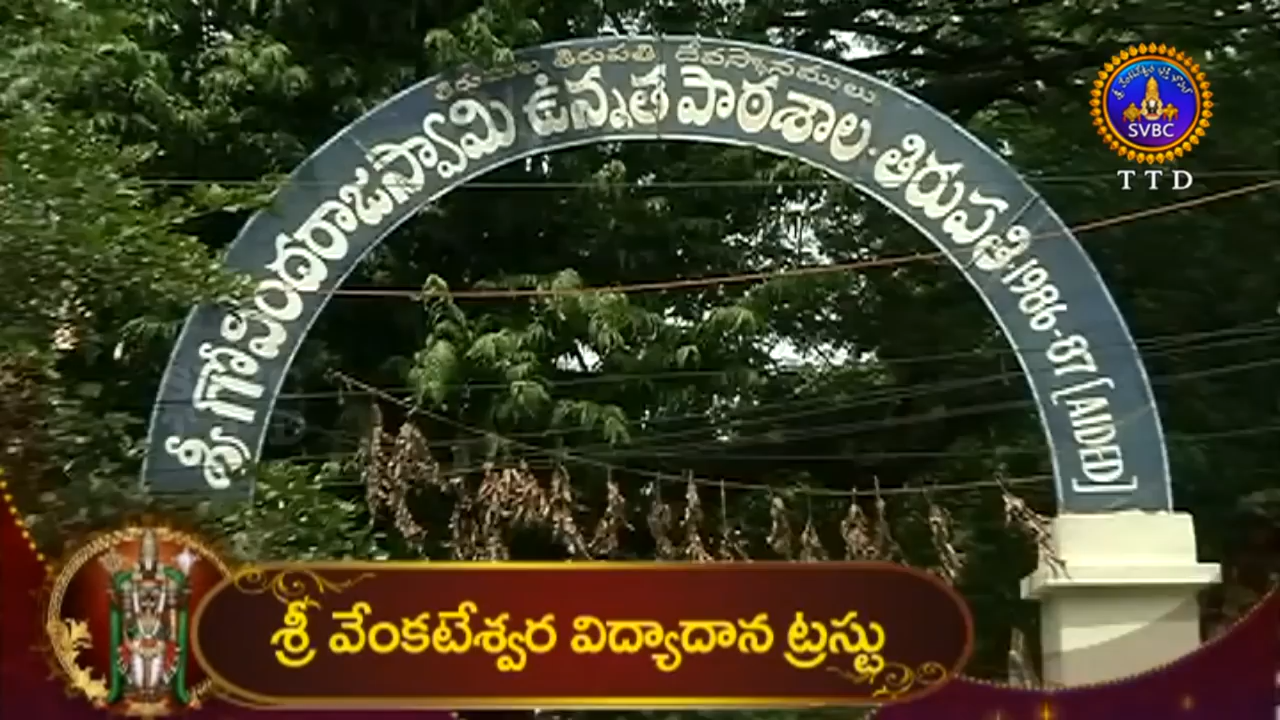 తిరుమల తిరుపతి దేవస్థానములు
శ్రీ గోవిందరాజస్వామి ఉన్నత పాఠశాల-తిరుపతి 1986-87 [AIDED]
SVBC
TTD
శ్రీ వేంకటేశ్వర విద్యాదాన ట్రస్టు